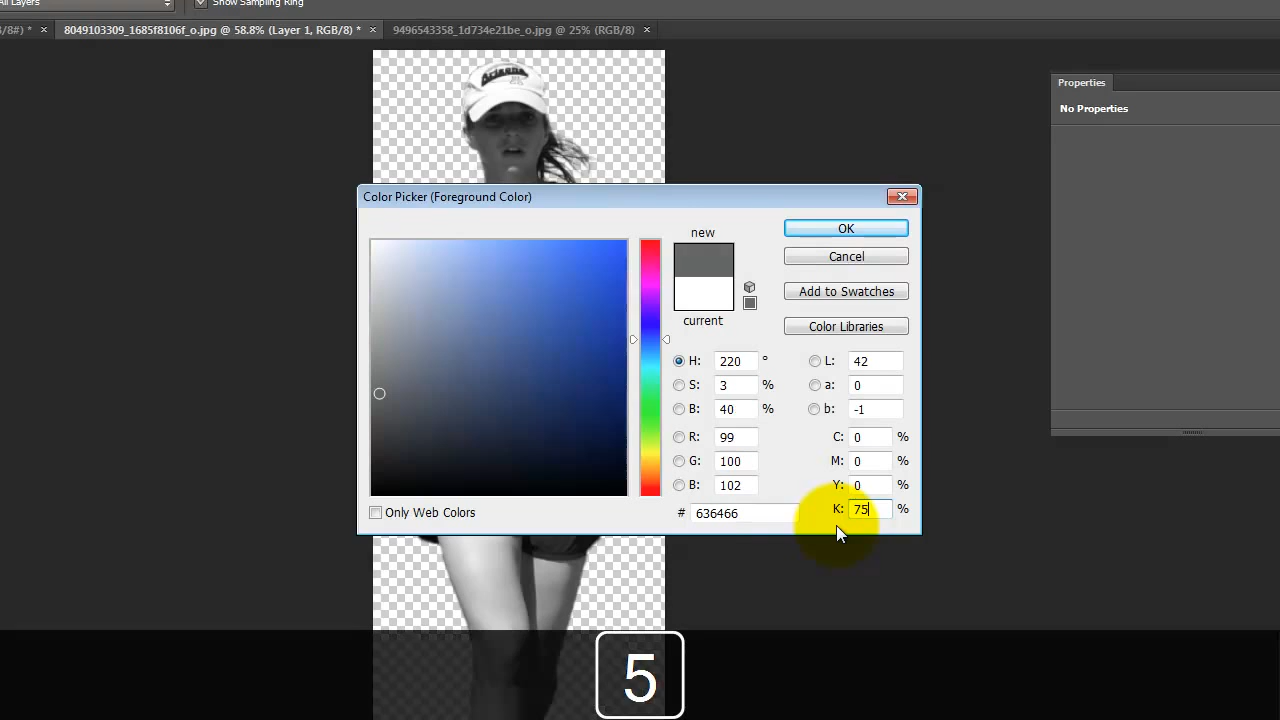 All Layers
Show Sampling Ring
/8#) *
8049103309_1685f8106f_o.jpg @ 58.8% (Layer 1, RGB/8) *
9496543358_1d734e21be_o.jpg @ 25% (RGB/8)
Properties
No Properties
ARIZONA
A
Color Picker (Foreground Color)
new
current
OK
Cancel
Add to Swatches
Color Libraries
H: 220 °
L: 42
S: 3 %
a: 0
B: 40 %
b: -1
R: 99
C: 0 %
G: 100
M: 0 %
B: 102
Y: 0 %
Only Web Colors
# 636466
K: 75 %
5